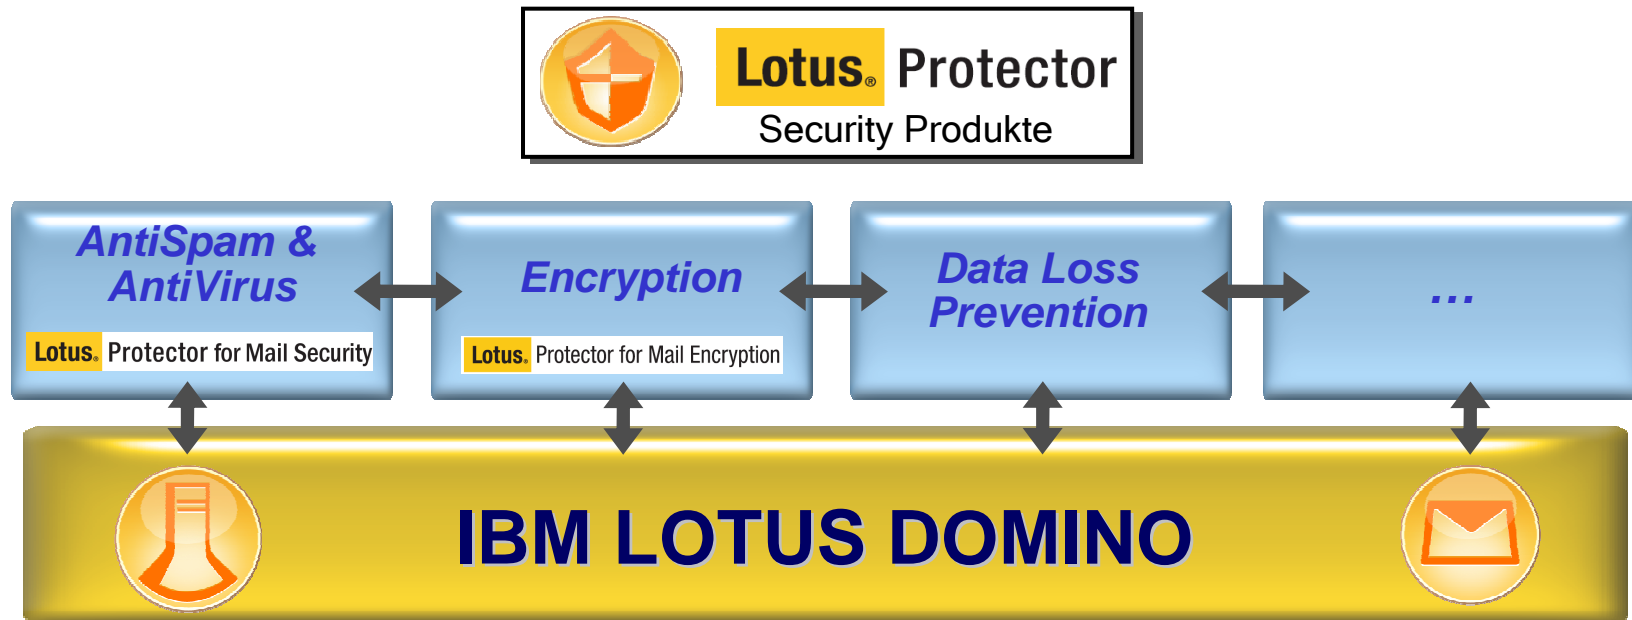 Lotus® Protector
Security Produkte
AntiSpam &
AntiVirus
Lotus® Protector for Mail Security
Encryption
Lotus® Protector for Mail Encryption
Data Loss
Prevention
...
IBM LOTUS DOMINO